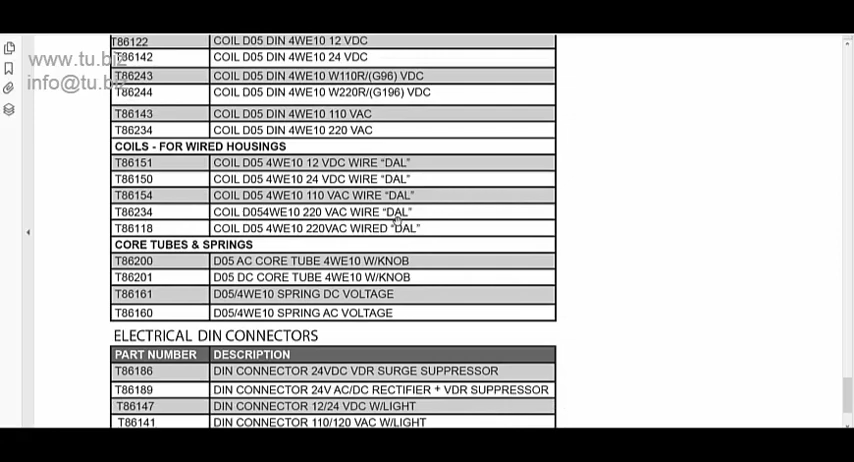 T86122 COIL D05 DIN 4WE10 12 VDC
www.tu.biz
T86142 COIL D05 DIN 4WE10 24 VDC
T86243 COIL D05 DIN 4WE10 W110R/(G96) VDC
info@tu.biz
T86244 COIL D05 DIN 4WE10 W220R/(G196) VDC
T86143 COIL D05 DIN 4WE10 110 VAC
T86234 COIL D05 DIN 4WE10 220 VAC
COILS - FOR WIRED HOUSINGS
T86151 COIL D05 4WE10 12 VDC WIRE “DAL”
T86150 COIL D05 4WE10 24 VDC WIRE “DAL”
T86154 COIL D05 4WE10 110 VAC WIRE “DAL”
T86234 COIL D054WE10 220 VAC WIRE “DAL”
T86118 COIL D05 4WE10 220VAC WIRED “DAL”
CORE TUBES & SPRINGS
T86200 D05 AC CORE TUBE 4WE10 W/KNOB
T86201 D05 DC CORE TUBE 4WE10 W/KNOB
T86161 D05/4WE10 SPRING DC VOLTAGE
T86160 D05/4WE10 SPRING AC VOLTAGE
ELECTRICAL DIN CONNECTORS
PART NUMBER DESCRIPTION
T86186 DIN CONNECTOR 24VDC VDR SURGE SUPPRESSOR
T86189 DIN CONNECTOR 24V AC/DC RECTIFIER + VDR SUPPRESSOR
T86147 DIN CONNECTOR 12/24 VDC W/LIGHT
T86141 DIN CONNECTOR 110/120 VAC W/LIGHT